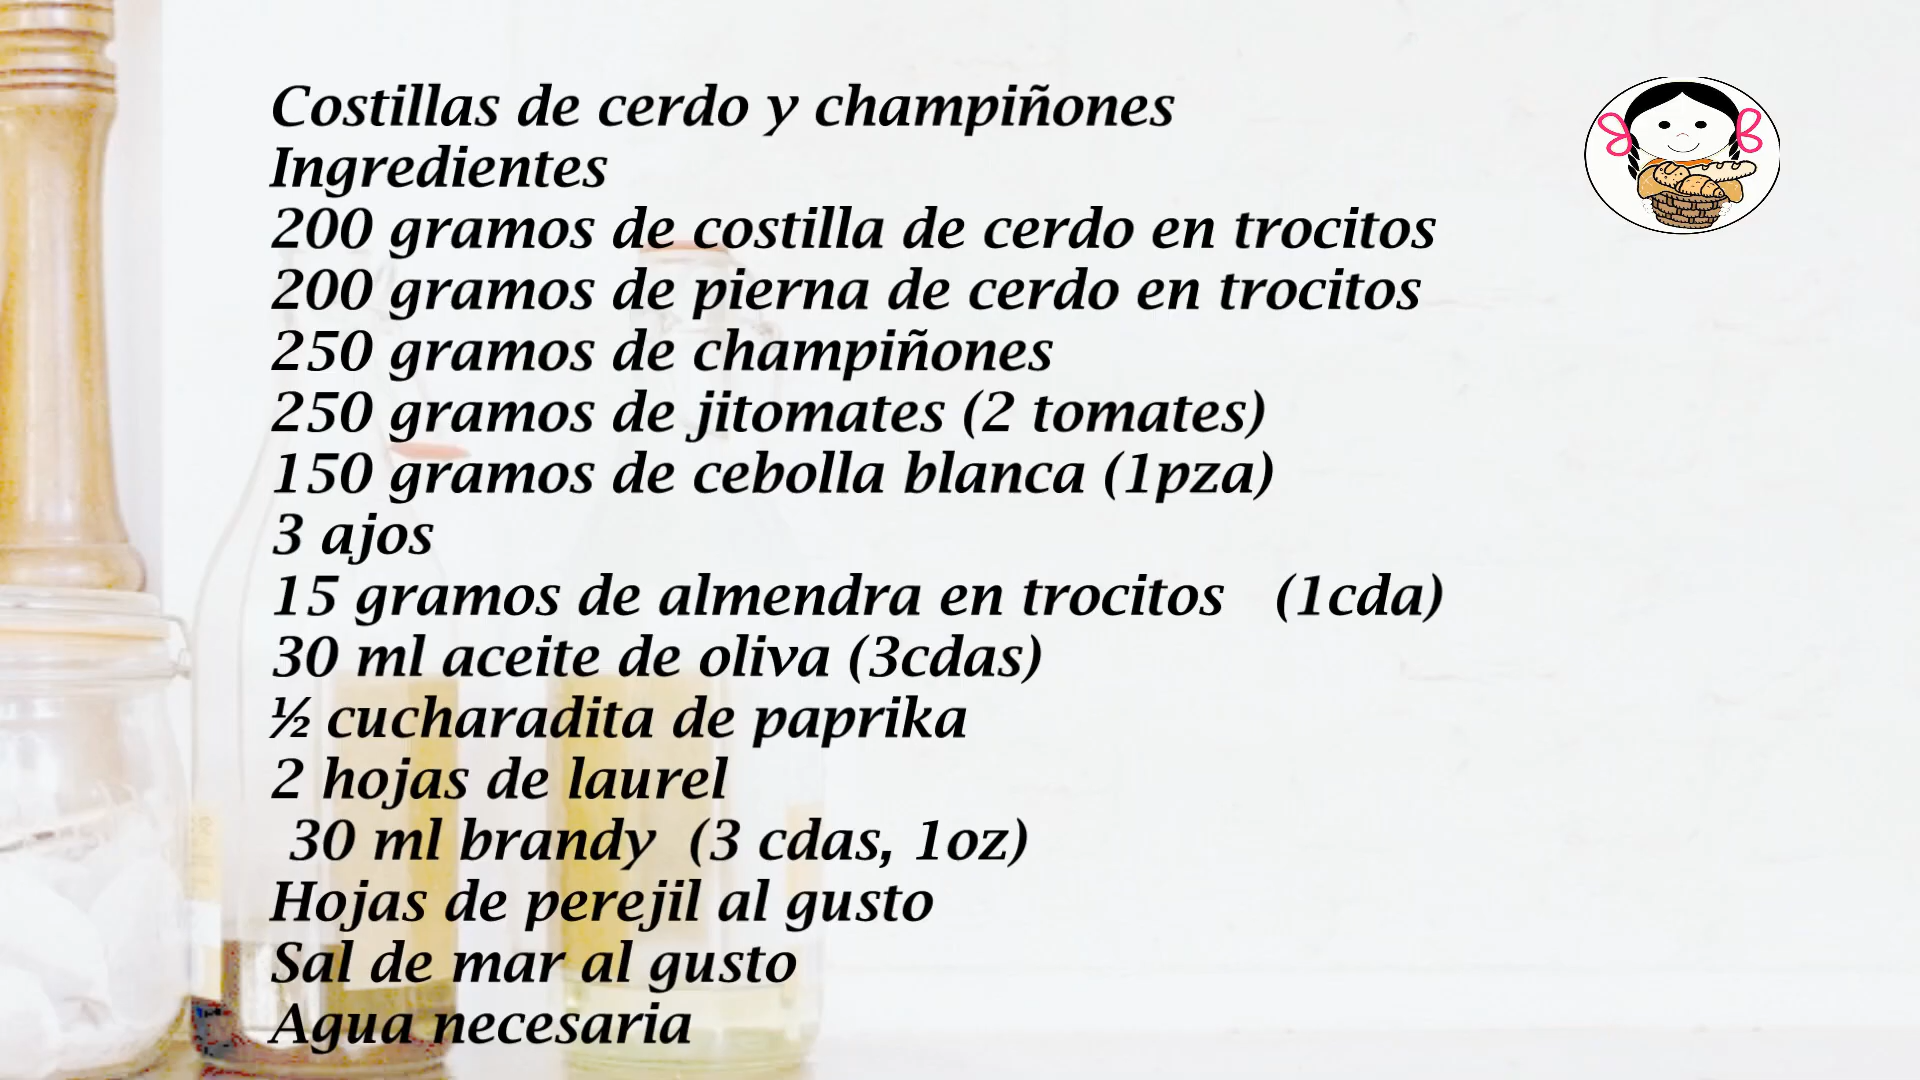 Costillas de cerdo y champiñones
Ingredientes
200 gramos de costilla de cerdo en trocitos
200 gramos de pierna de cerdo en trocitos
250 gramos de champiñones
250 gramos de jitomates (2 tomates)
150 gramos de cebolla blanca (1pza)
3 ajos
15 gramos de almendra en trocitos (1cda)
30 ml aceite de oliva (3cdas)
½ cucharadita de paprika
2 hojas de laurel
30 ml brandy (3 cdas, 1oz)
Hojas de perejil al gusto
Sal de mar al gusto
Agua necesaria